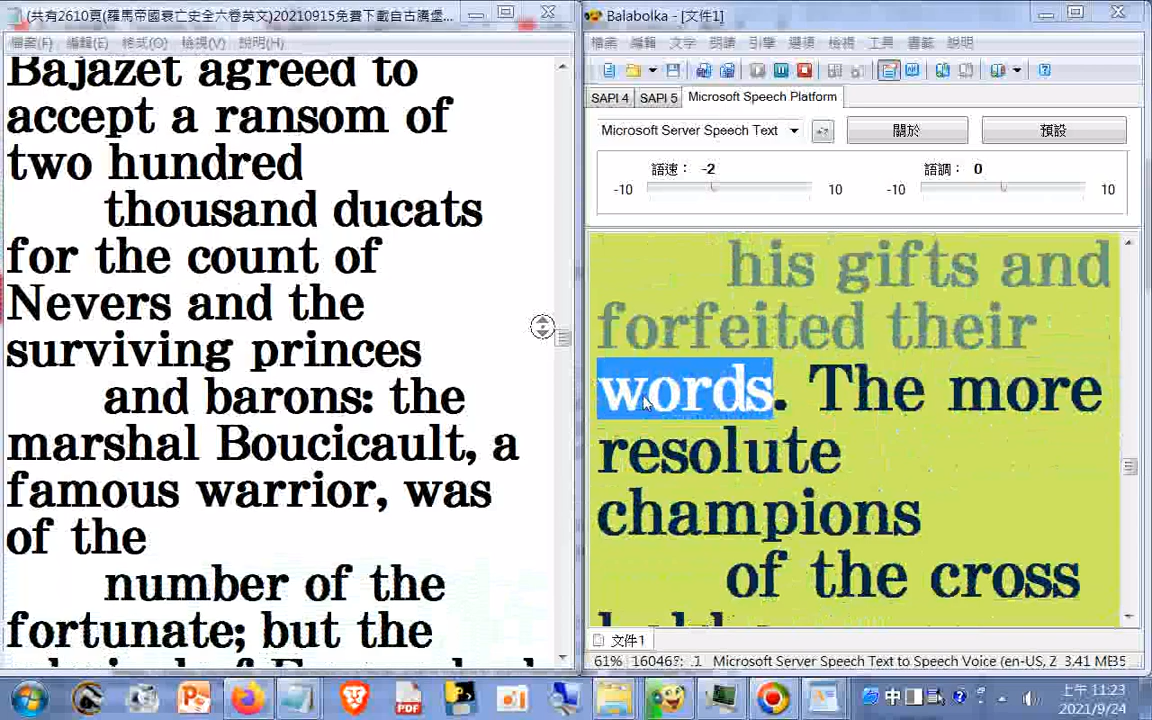 (共有2610頁(羅馬帝國衰亡史全六卷英文)20210915免費下載自古騰堡...
檔案(F) 編輯(E) 格式(O) 檢視(V) 說明(H)
Bajazet agreed to
accept a ransom of
two hundred
thousand ducats
for the count of
Nevers and the
surviving princes
and barons: the
marshal Boucicault, a
famous warrior, was
of the
number of the
fortunate; but the
Balabolka - [文件1]
檔案 編輯 文字 朗讀 引擎 選項 檢視 工具 書籤 說明
SAPI 4 SAPI 5 Microsoft Speech Platform
Microsoft Server Speech Text
關於
預設
語速： -2
-10 10
語調： 0
-10 10
his gifts and
forfeited their
words. The more
resolute
champions
of the cross
文件1
61% Microsoft Server Speech Text to Speech Voice (en-US, Z
中
上午 11:23
2021/9/24